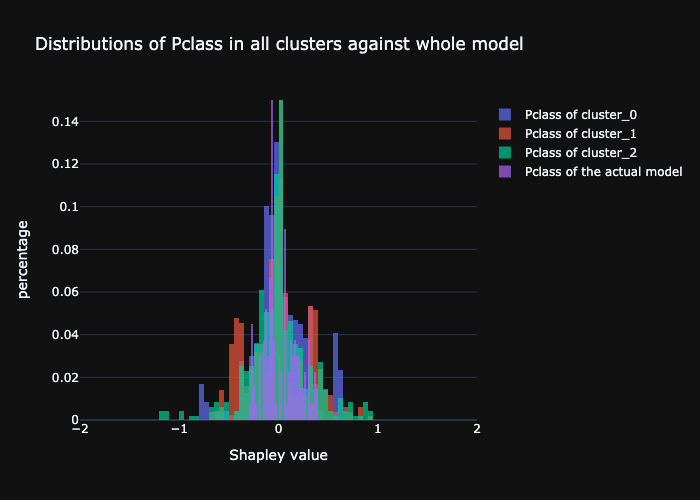 Distributions of Pclass in all clusters against whole model
Pclass of cluster_0
Pclass of cluster_1
Pclass of cluster_2
Pclass of the actual model
percentage
0.14
0.12
0.1
0.08
0.06
0.04
0.02
0
−2
−1
0
1
2
Shapley value